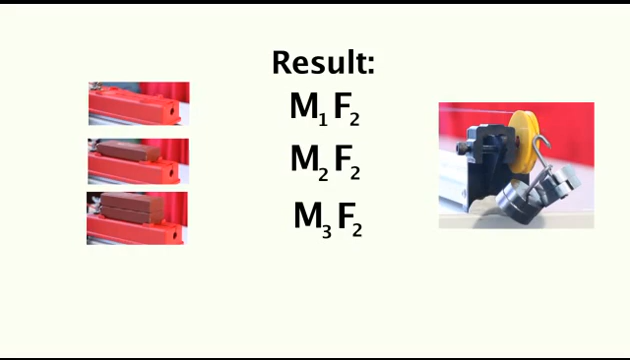 Result:
M₁ F₂
M₂ F₂
M₃ F₂